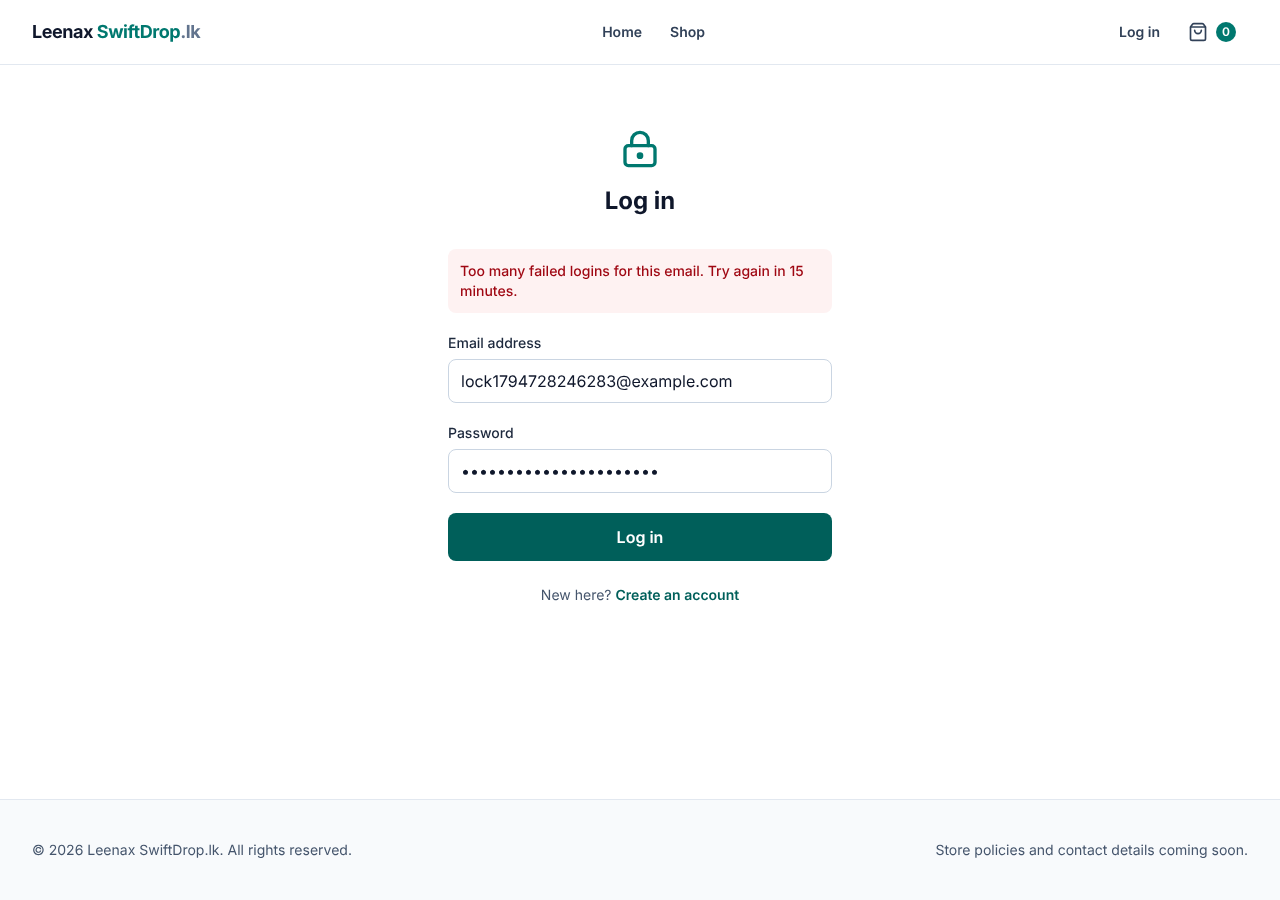 Leenax SwiftDrop.lk
Home
Shop
Log in
0
Log in
Too many failed logins for this email. Try again in 15
minutes.
Email address
lock1794728246283@example.com
Password
••••••••••••••••••••••
Log in
New here? Create an account
© 2026 Leenax SwiftDrop.lk. All rights reserved.
Store policies and contact details coming soon.